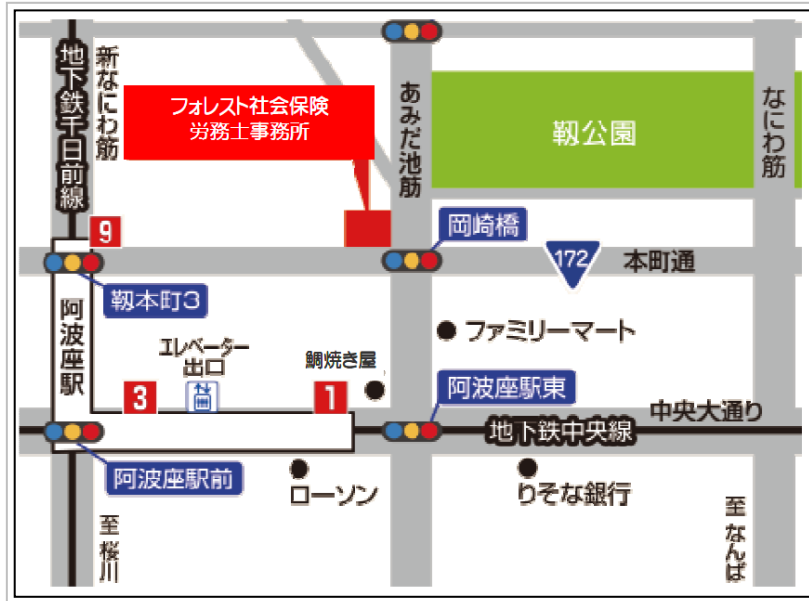 地下鉄千日前線
新なにわ筋
フォレスト社会保険
労務士事務所
あみだ池筋
靱公園
なにわ筋
9
岡崎橋
172
本町通
靱本町3
阿波座駅
ファミリーマート
エレベーター
出口
鯛焼き屋
3
1
阿波座駅東
中央大通り
地下鉄中央線
阿波座駅前
ローソン
りそな銀行
至 桜川
至 なんば